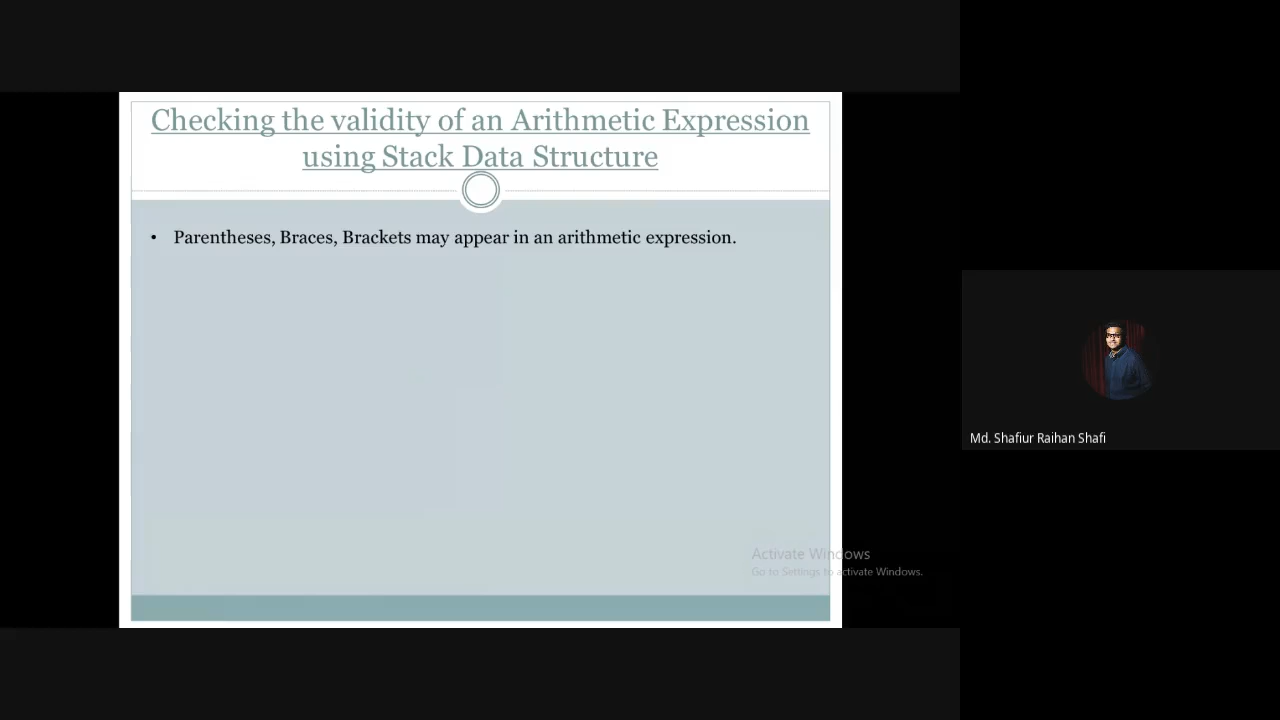 Checking the validity of an Arithmetic Expression
using Stack Data Structure
• Parentheses, Braces, Brackets may appear in an arithmetic expression.
Md. Shafiur Raihan Shafi
Activate Windows
Go to Settings to activate Windows.